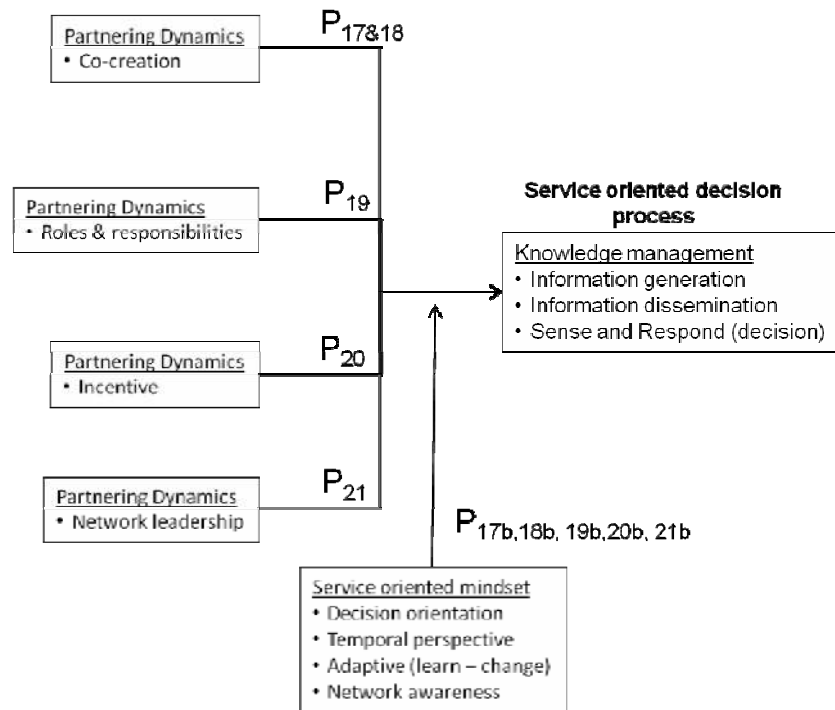 Partnering Dynamics
• Co-creation
P17&18
Partnering Dynamics
• Roles & responsibilities
P19
Service oriented decision
process
Knowledge management
• Information generation
• Information dissemination
• Sense and Respond (decision)
Partnering Dynamics
• Incentive
P20
Partnering Dynamics
• Network leadership
P21
P17b,18b, 19b,20b, 21b
Service oriented mindset
• Decision orientation
• Temporal perspective
• Adaptive (learn – change)
• Network awareness